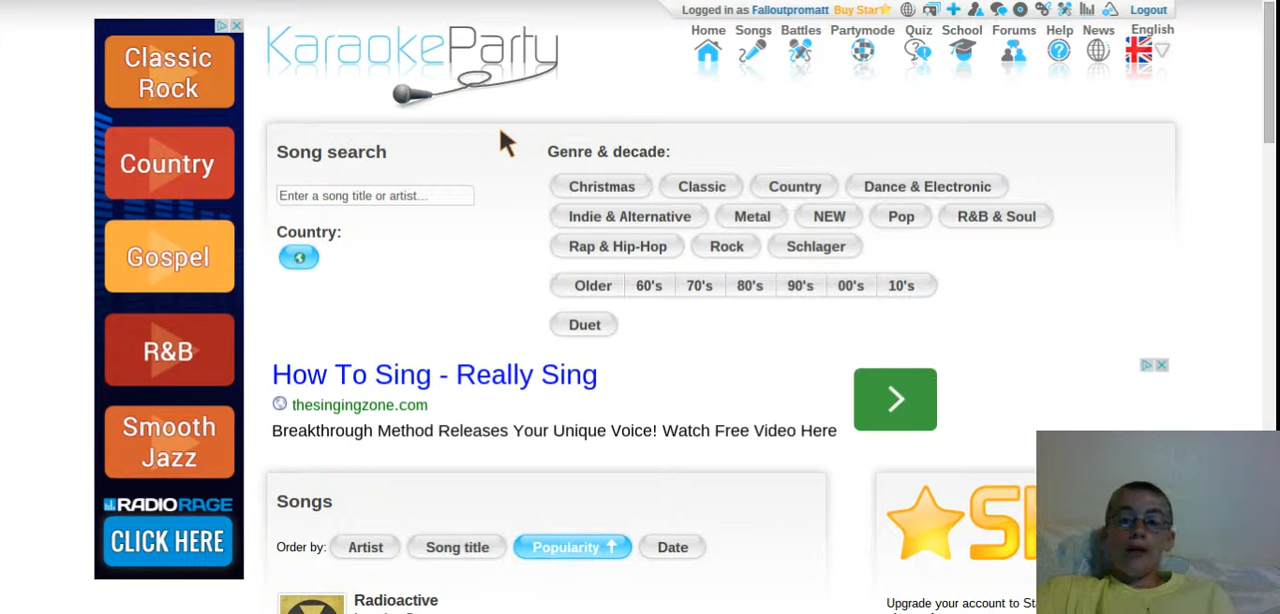 Logged in as Falloutpromatt Buy Star Logout
KaraokeParty
Home Songs Battles Partymode Quiz School Forums Help News English
Classic
Rock
Country
Gospel
R&B
Smooth
Jazz
RADIORAGE
CLICK HERE
Song search
Enter a song title or artist...
Country:
Genre & decade:
Christmas Classic Country Dance & Electronic
Indie & Alternative Metal NEW Pop R&B & Soul
Rap & Hip-Hop Rock Schlager
Older 60's 70's 80's 90's 00's 10's
Duet
How To Sing - Really Sing
thesingingzone.com
Breakthrough Method Releases Your Unique Voice! Watch Free Video Here
Songs
Order by: Artist Song title Popularity ↑ Date
Radioactive
Upgrade your account to